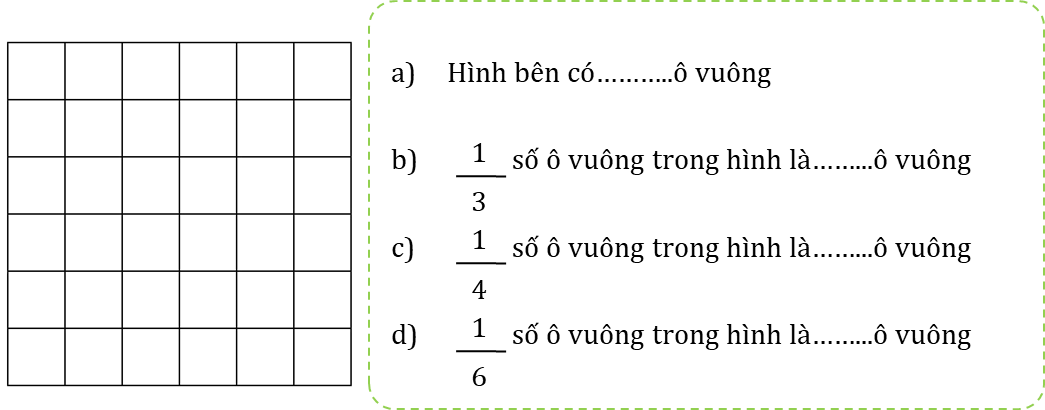 a) Hình bên có………..ô vuông
b) 1/3 số ô vuông trong hình là……...ô vuông
c) 1/4 số ô vuông trong hình là……...ô vuông
d) 1/6 số ô vuông trong hình là……...ô vuông